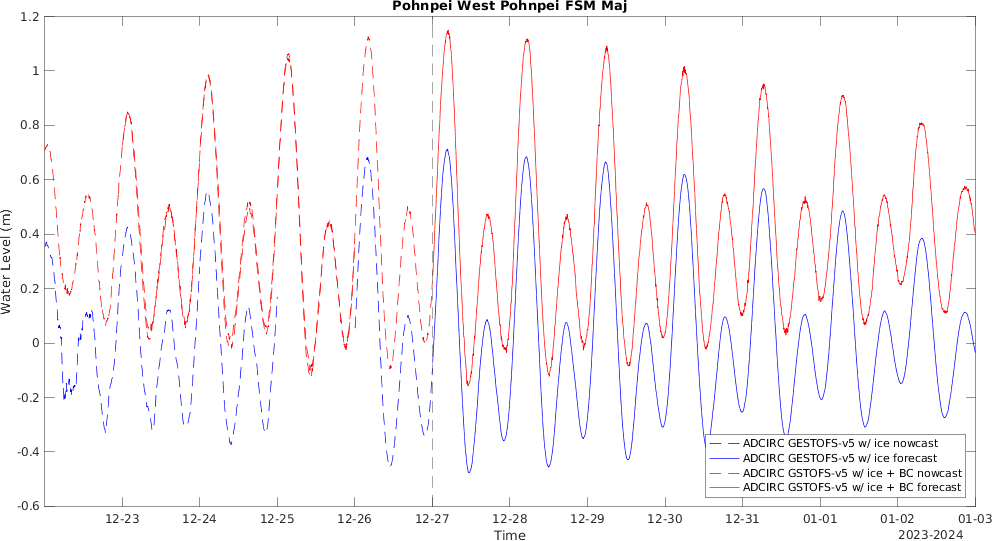 Pohnpei West Pohnpei FSM Maj
Water Level (m)
1.2
1
0.8
0.6
0.4
0.2
0
-0.2
-0.4
-0.6
ADCIRC GESTOFS-v5 w/ ice nowcast
ADCIRC GESTOFS-v5 w/ ice forecast
ADCIRC GSTOFS-v5 w/ ice + BC nowcast
ADCIRC GSTOFS-v5 w/ ice + BC forecast
12-23 12-24 12-25 12-26 12-27 12-28 12-29 12-30 12-31 01-01 01-02 01-03
Time
2023-2024